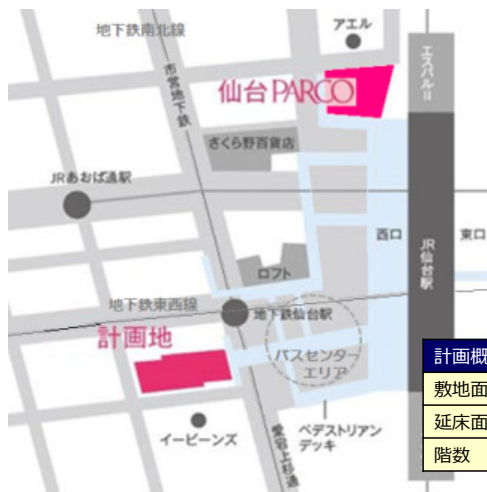 地下鉄南北線
アエル
市営地下鉄
仙台PARCO
エスパルⅡ
さくら野百貨店
JRあおば通駅
西口
JR仙台駅
東口
ロフト
地下鉄東西線
地下鉄仙台駅
計画地
バスセンター
エリア
計画概
敷地面
延床面
階数
イービーンズ
愛宕上杉通
ペデストリアン
デッキ